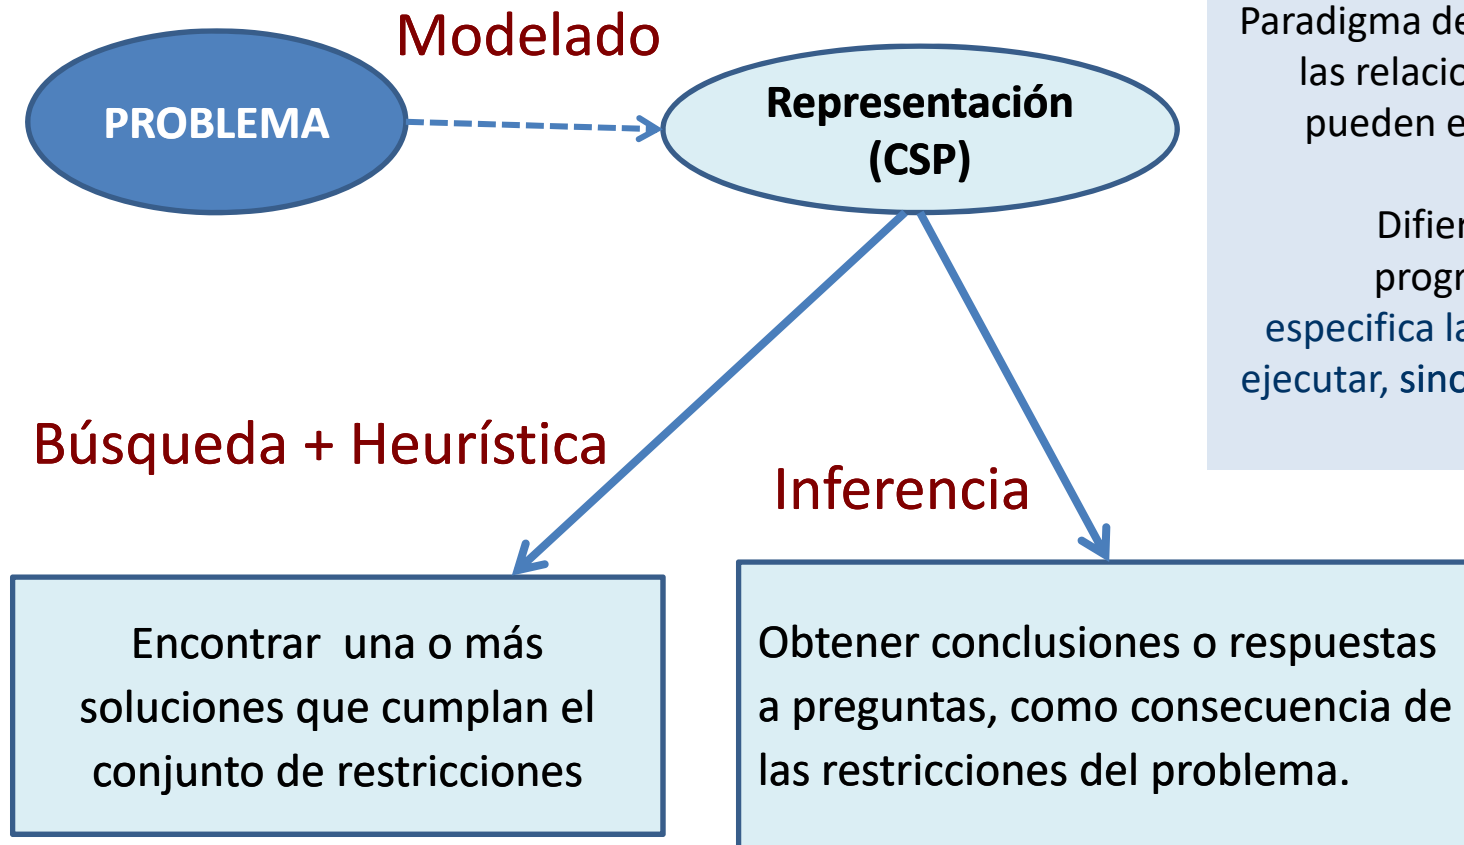 Modelado
PROBLEMA
Representación
(CSP)
Paradigma de
las relacio
pueden e
Difier
progr
especifica la
ejecutar, sino
Búsqueda + Heurística
Inferencia
Encontrar una o más
soluciones que cumplan el
conjunto de restricciones
Obtener conclusiones o respuestas
a preguntas, como consecuencia de
las restricciones del problema.